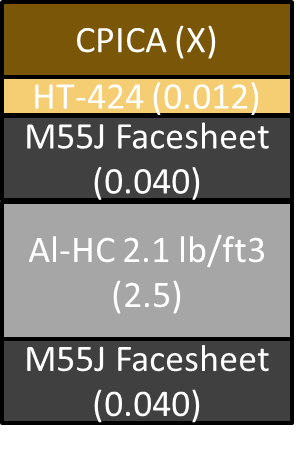 CPICA (X)
HT-424 (0.012)
M55J Facesheet
(0.040)
Al-HC 2.1 lb/ft3
(2.5)
M55J Facesheet
(0.040)